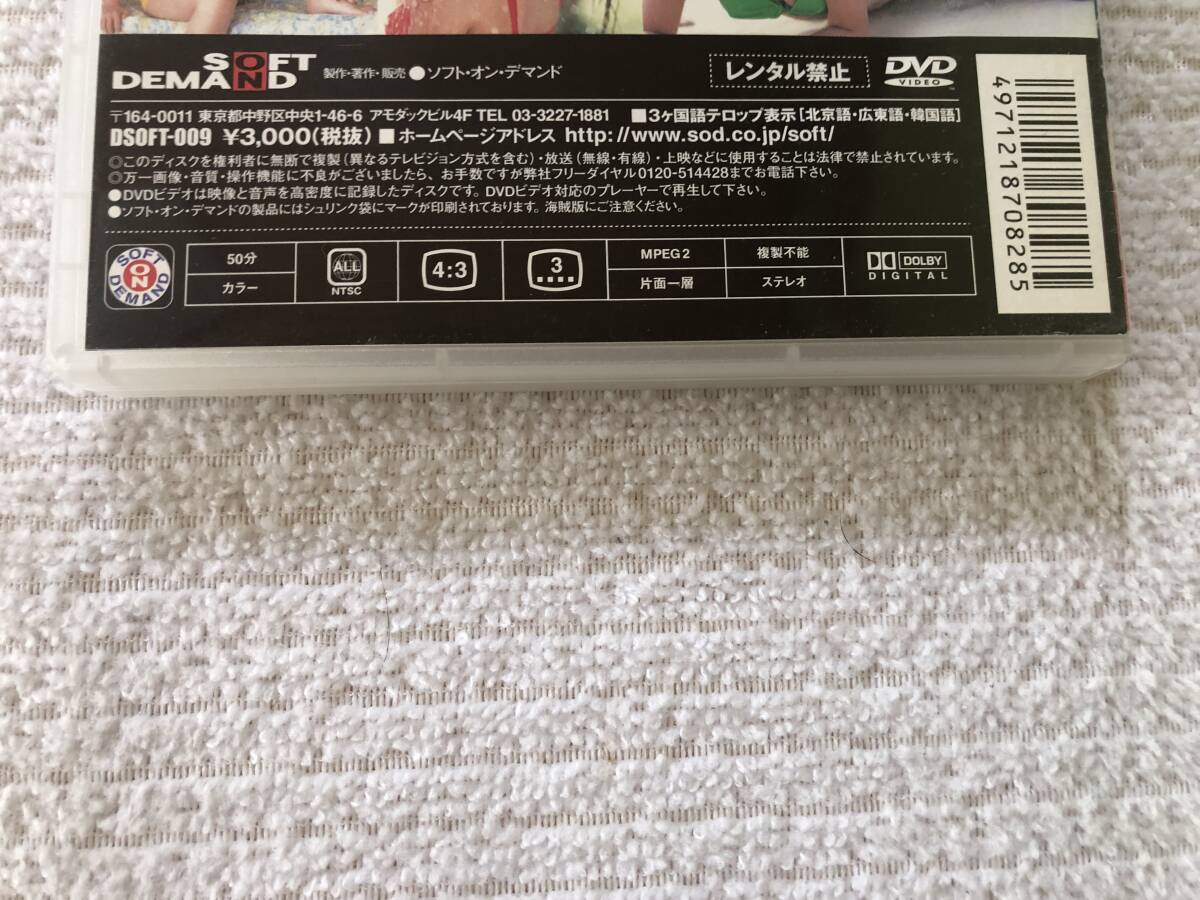 SOFT ON DEMAND
製作・著作・販売●ソフト・オン・デマンド
レンタル禁止
DVD VIDEO
〒164-0011 東京都中野区中央1-46-6 アモダックビル4F TEL 03-3227-1881 ■3ヶ国語テロップ表示[北京語・広東語・韓国語]
DSOFT-009 ¥3,000(税抜) ■ホームページアドレス http://www.sod.co.jp/soft/
◎このディスクを権利者に無断で複製(異なるテレビジョン方式を含む)・放送(無線・有線)・上映などに使用することは法律で禁止されています。
◎万一画像・音質・操作機能に不良がございましたら、お手数ですが弊社フリーダイヤル0120-514428までお電話下さい。
●DVDビデオは映像と音声を高密度に記録したディスクです。DVDビデオ対応のプレーヤーで再生して下さい。
●ソフト・オン・デマンドの製品にはシュリンク袋にマークが印刷されております。海賊版にご注意ください。
SOFT ON DEMAND
50分
カラー
ALL
NTSC
4:3
3
MPEG2
片面一層
複製不能
ステレオ
DOLBY
DIGITAL
4971218708285